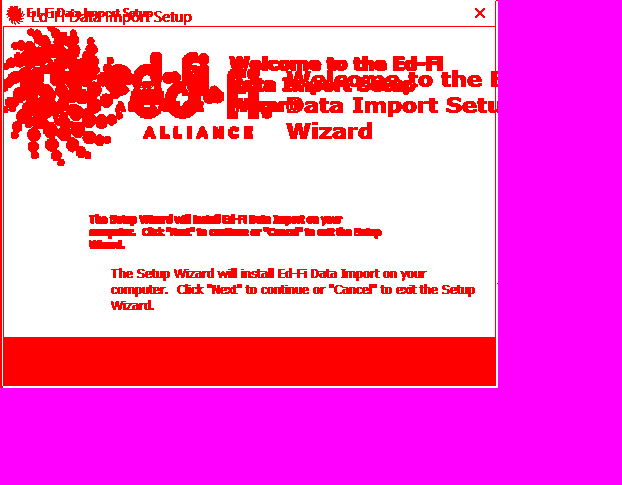 Ed-Fi Data Import Setup
Ed-Fi Data Import Setup
ed-fi
ed-fi
ALLIANCE
Welcome to the Ed-Fi
Data Import Setup
Wizard
Welcome to the E
Data Import Setu
Wizard
The Setup Wizard will install Ed-Fi Data Import on your
computer. Click "Next" to continue or "Cancel" to exit the Setup
Wizard.
The Setup Wizard will install Ed-Fi Data Import on your
computer. Click "Next" to continue or "Cancel" to exit the Setup
Wizard.